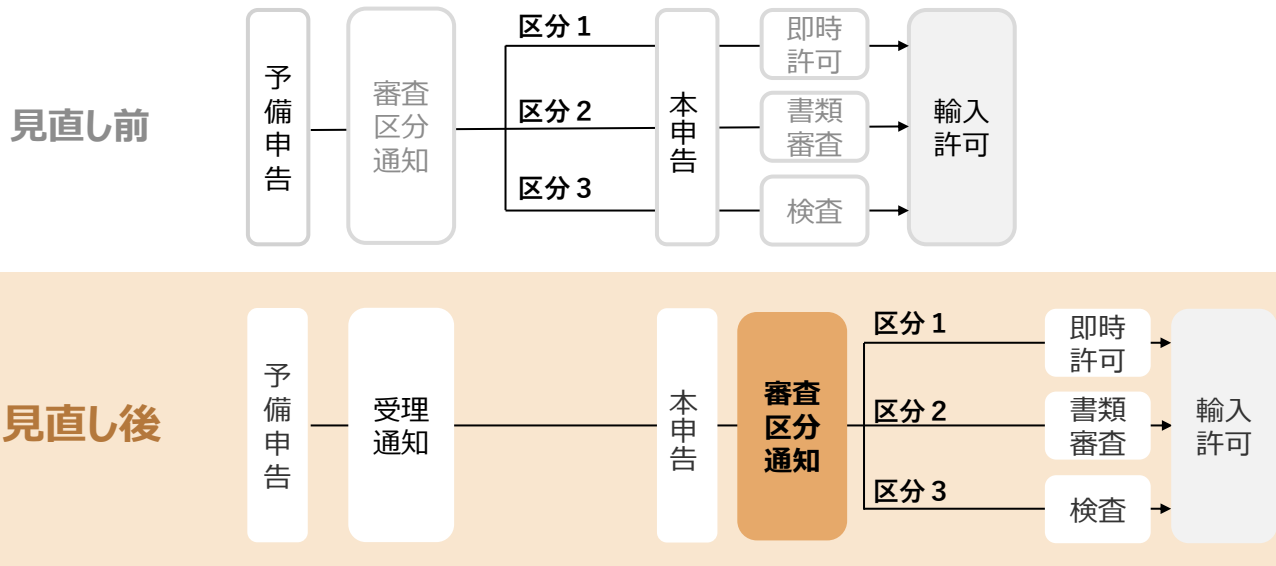 見直し前
予備申告
審査
区分
通知
区分１
区分２
区分３
本申告
即時
許可
書類
審査
検査
輸入
許可
見直し後
予備申告
受理
通知
本申告
審査
区分
通知
区分１
区分２
区分３
即時
許可
書類
審査
検査
輸入
許可